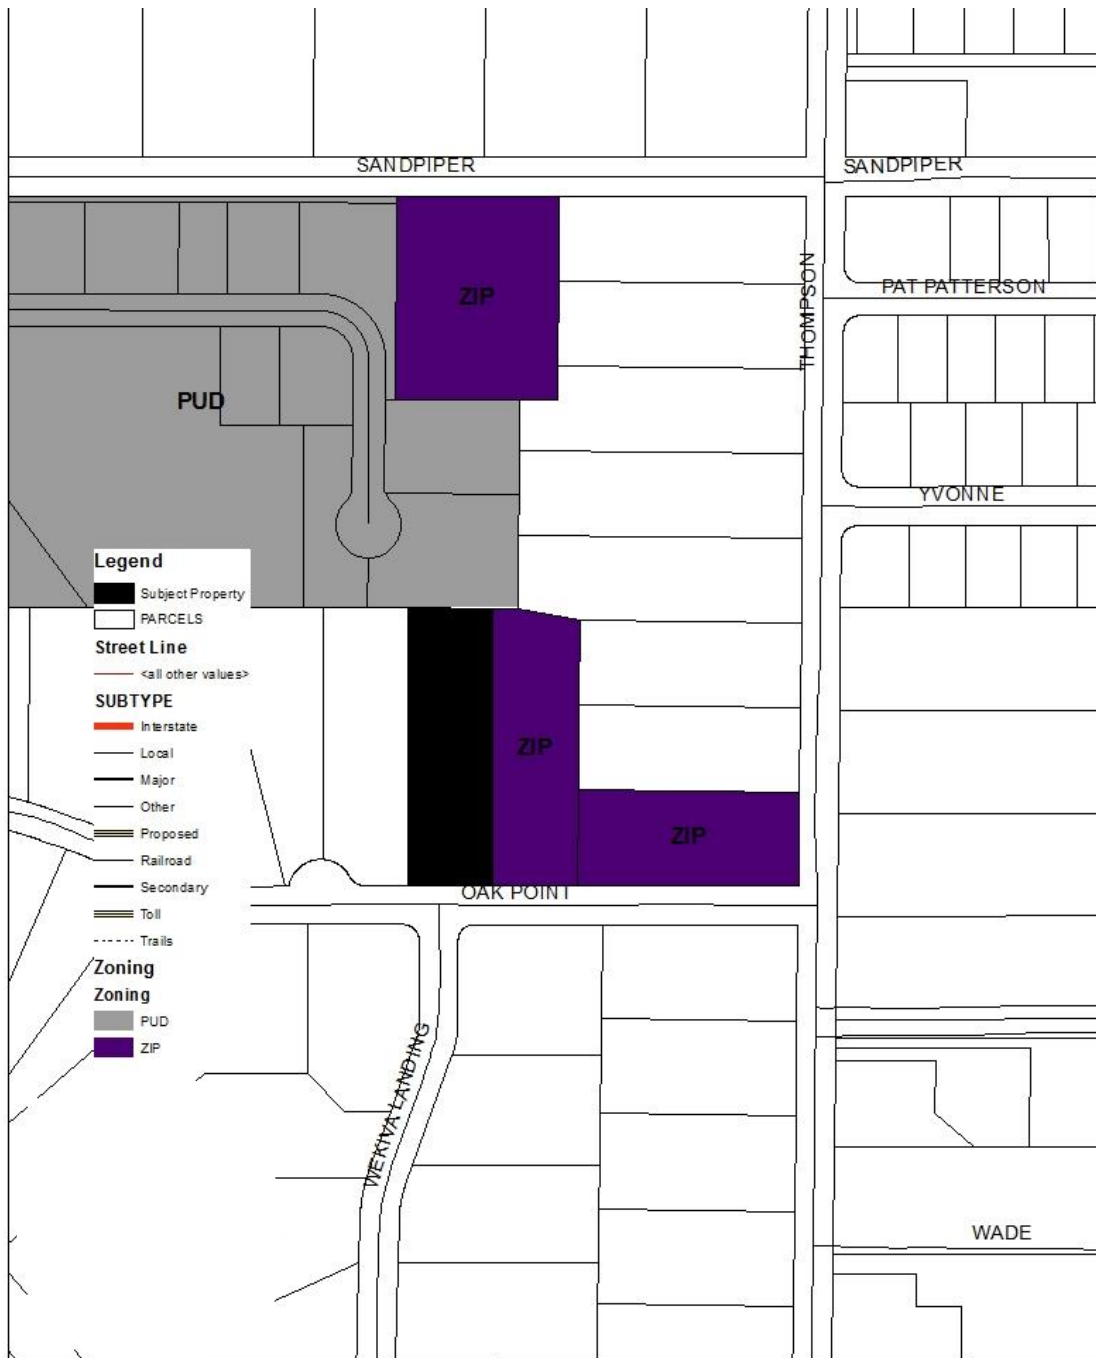 SANDPIPER
SANDPIPER
THOMPSON
PAT PATTERSON
ZIP
PUD
YVONNE
Legend
Subject Property
PARCELS
Street Line
<all other values>
SUBTYPE
Interstate
Local
Major
Other
Proposed
Railroad
Secondary
Toll
Trails
Zoning
Zoning
PUD
ZIP
ZIP
ZIP
OAK POINT
WEKIVA LANDING
WADE